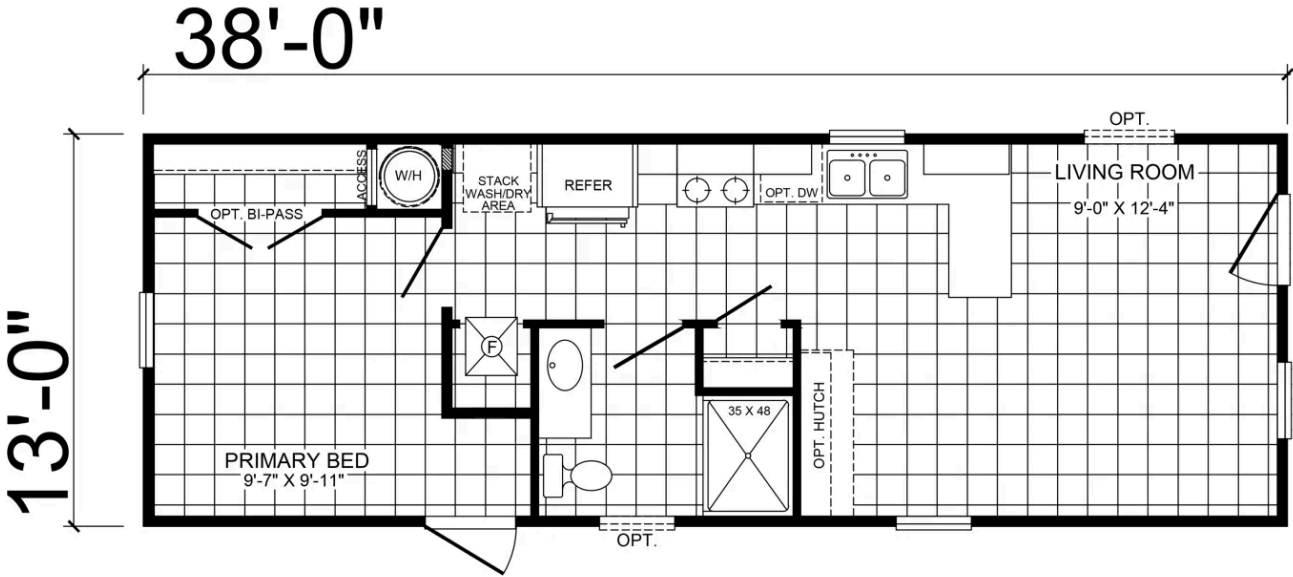 38'-0"
13'-0"
OPT.
ACCESS
W/H
STACK
WASH/DRY
AREA
REFER
OPT. DW
LIVING ROOM
9'-0" X 12'-4"
OPT. BI-PASS
F
35 X 48
OPT. HUTCH
PRIMARY BED
9'-7" X 9'-11"
OPT.